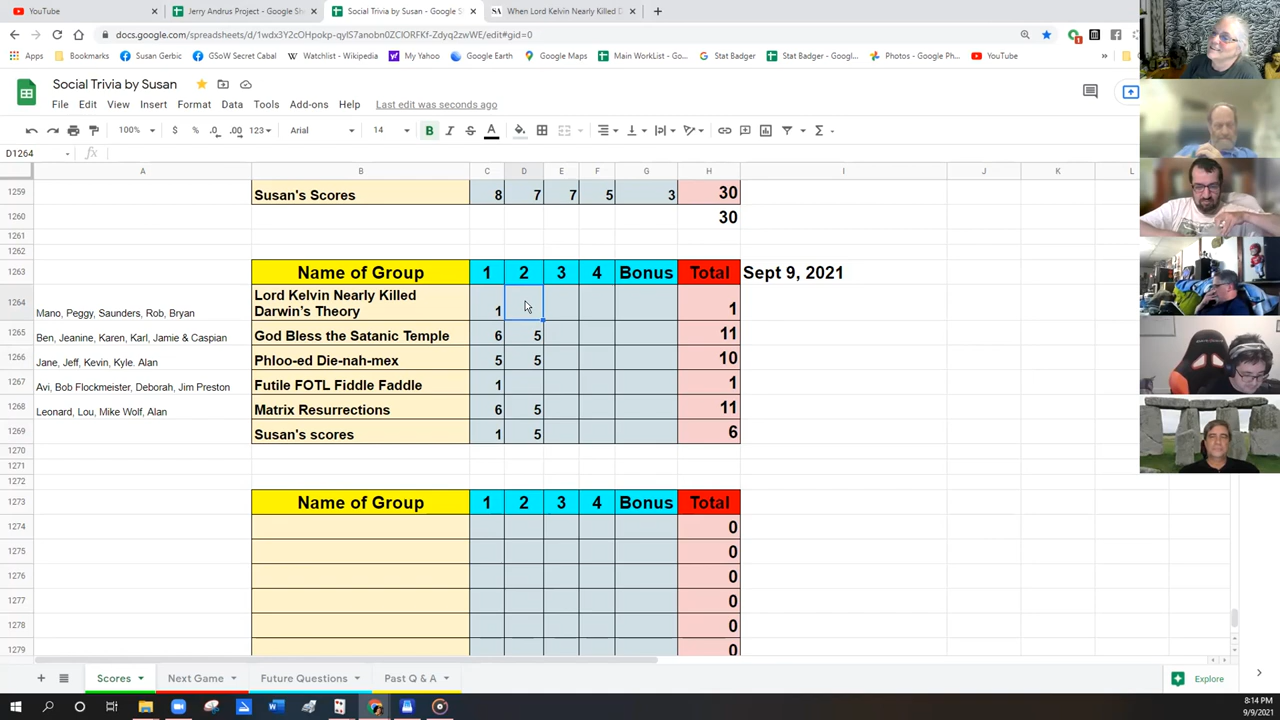 YouTube
Jerry Andrus Project - Google She
Social Trivia by Susan - Google S
When Lord Kelvin Nearly Killed D
docs.google.com/spreadsheets/d/1wdx3Y2cOHpokp-qyIS7anobn0ZCIORFKf-Zdyq2zwWE/edit#gid=0
Apps Bookmarks Susan Gerbic GSoW Secret Cabal Watchlist - Wikipedia My Yahoo Google Earth Google Maps Main WorkList - Go... Stat Badger Stat Badger - Googl... Google Photos - Google Ph... YouTube
Social Trivia by Susan
File Edit View Insert Format Data Tools Add-ons Help Last edit was seconds ago
100% $ % .0 .00 123 Arial 14 B I S A
D1264 fx
A B C D E F G H I J K L
1259 Susan's Scores 8 7 7 5 3 30
1260 30
1261
1262
1263 Name of Group 1 2 3 4 Bonus Total Sept 9, 2021
1264 Mano, Peggy, Saunders, Rob, Bryan Lord Kelvin Nearly Killed
Darwin's Theory 1 1
1265 Ben, Jeanine, Karen, Karl, Jamie & Caspian God Bless the Satanic Temple 6 5 11
1266 Jane, Jeff, Kevin, Kyle. Alan Phloo-ed Die-nah-mex 5 5 10
1267 Avi, Bob Flockmeister, Deborah, Jim Preston Futile FOTL Fiddle Faddle 1 1
1268 Leonard, Lou, Mike Wolf, Alan Matrix Resurrections 6 5 11
1269 Susan's scores 1 5 6
1270
1271
1272
1273 Name of Group 1 2 3 4 Bonus Total
1274 0
1275 0
1276 0
1277 0
1278 0
1279 0
Scores Next Game Future Questions Past Q & A Explore
8:14 PM
9/9/2021